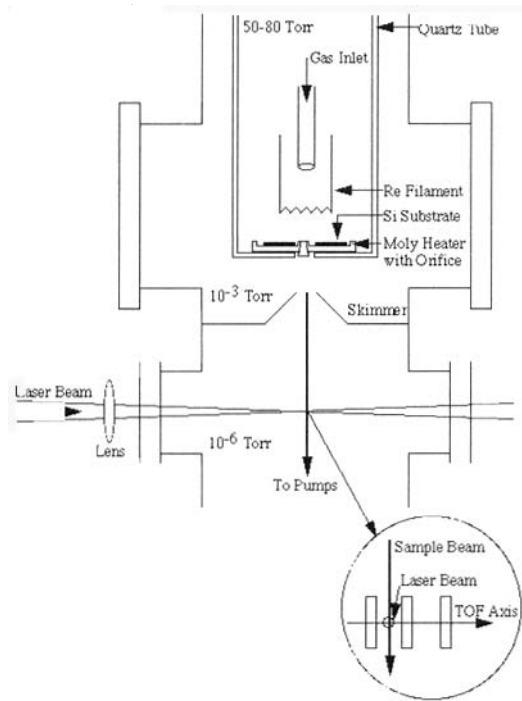 50-80 Torr
Quartz Tube
Gas Inlet
Re Filament
Si Substrate
Moly Heater
with Orifice
10-3 Torr
Skimmer
Laser Beam
Lens
10-6 Torr
To Pumps
Sample Beam
Laser Beam
TOF Axis